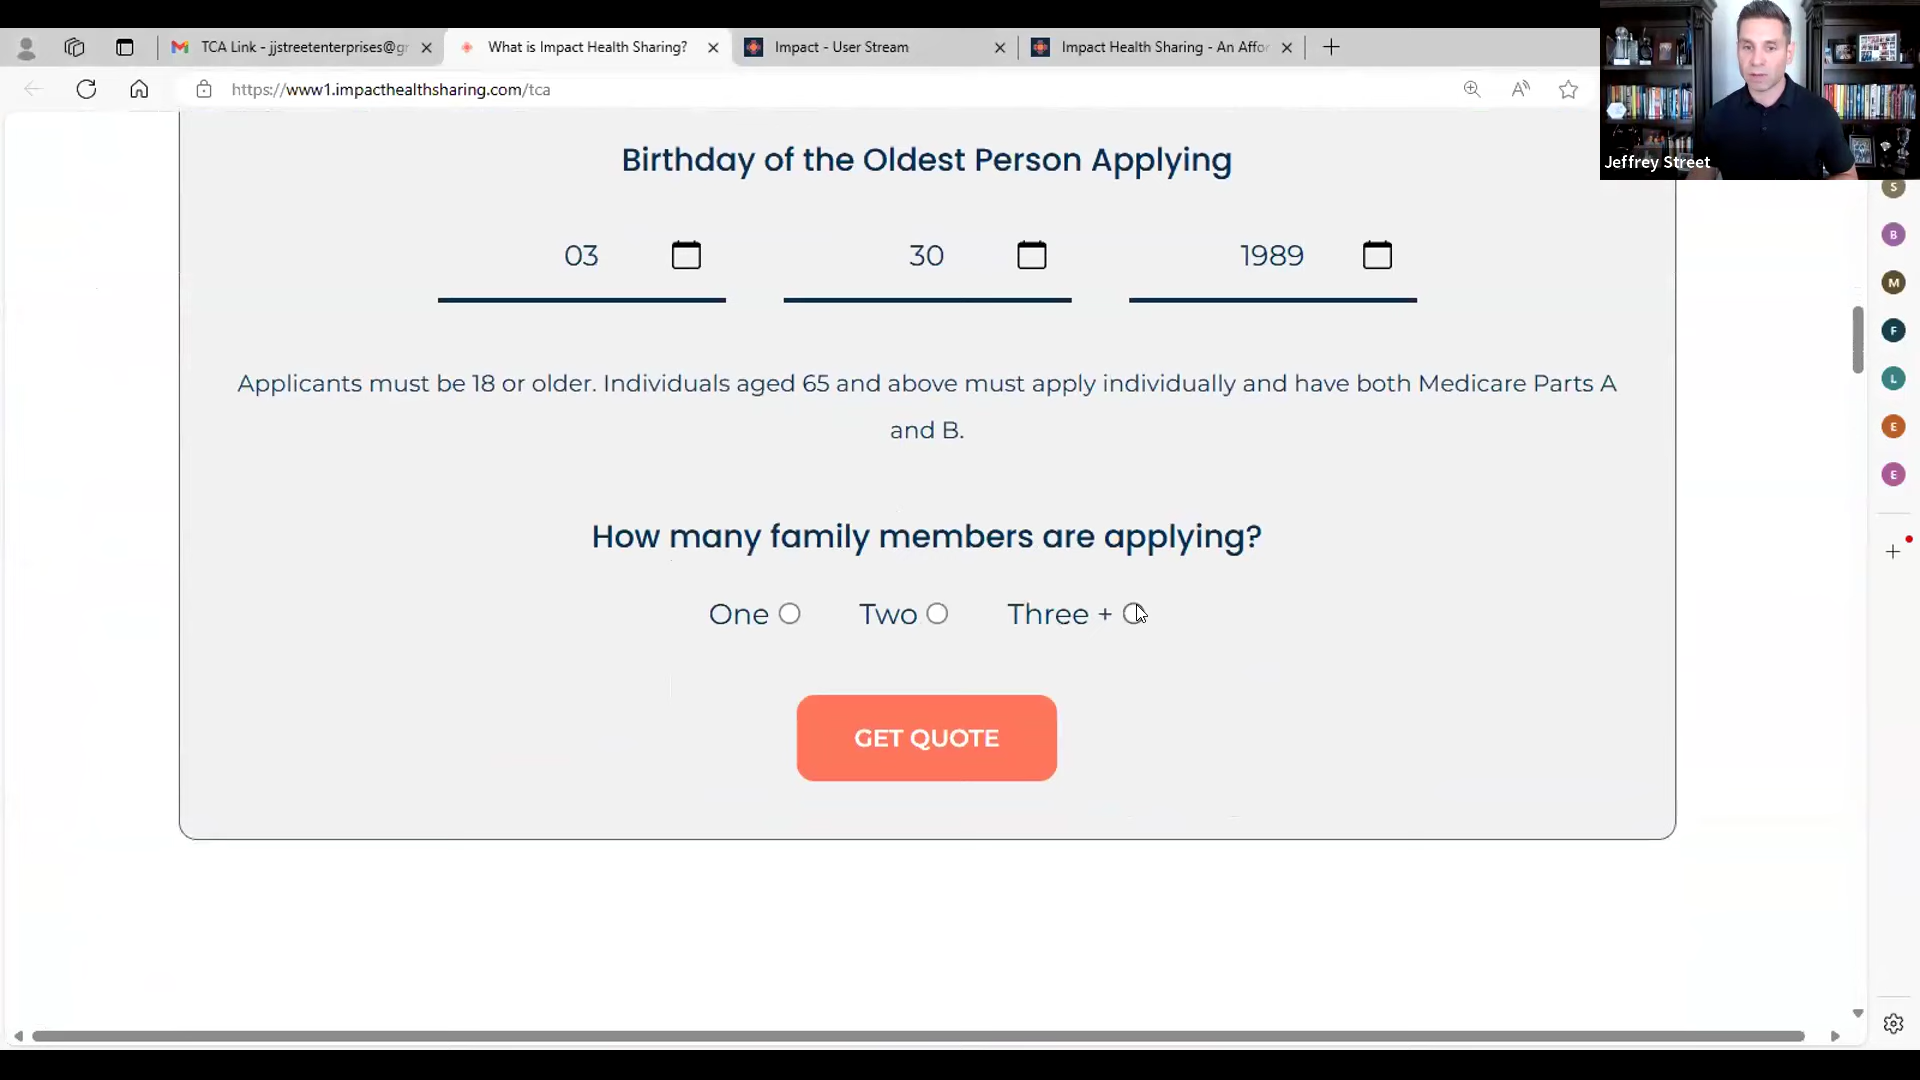 TCA Link - jjstreetenterprises@gr
What is Impact Health Sharing?
Impact - User Stream
Impact Health Sharing - An Affo
https://www1.impacthealthsharing.com/tca
Jeffrey Street
Birthday of the Oldest Person Applying
03 30 1989
Applicants must be 18 or older. Individuals aged 65 and above must apply individually and have both Medicare Parts A
and B.
How many family members are applying?
One Two Three +
GET QUOTE
S
B
M
F
L
E
E